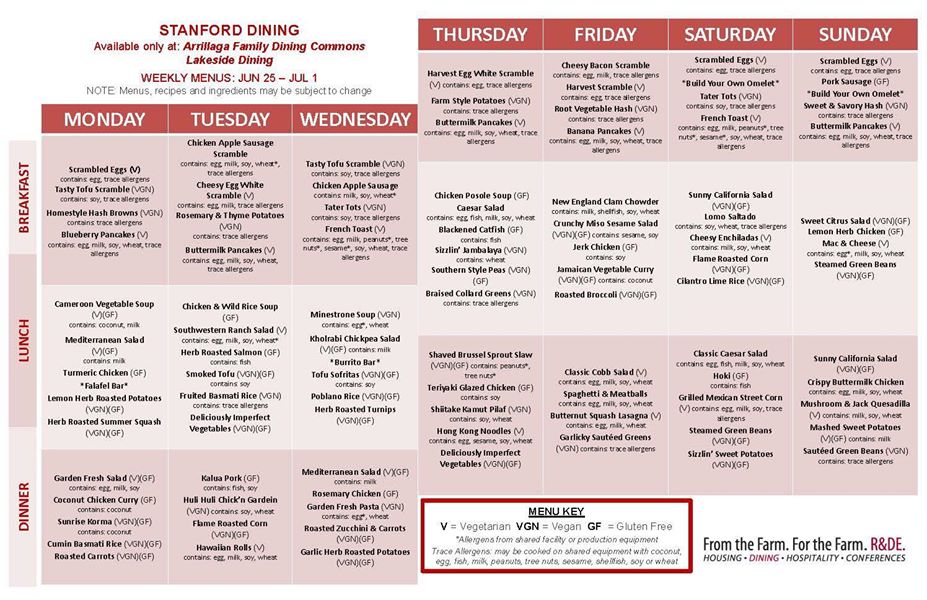 STANFORD DINING
Available only at: Arrillaga Family Dining Commons
Lakeside Dining
WEEKLY MENUS: JUN 25 – JUL 1
NOTE: Menus, recipes and ingredients may be subject to change
MONDAY
TUESDAY
WEDNESDAY
THURSDAY
FRIDAY
SATURDAY
SUNDAY
BREAKFAST
Scrambled Eggs (V)
contains: egg, trace allergens
Tasty Tofu Scramble (VGN)
contains: soy, trace allergens
Homestyle Hash Browns (VGN)
contains: trace allergens
Blueberry Pancakes (V)
contains: egg, milk, soy, wheat, trace
allergens
Chicken Apple Sausage
Scramble
contains: egg, milk, soy, wheat*,
trace allergens
Cheesy Egg White
Scramble (V)
contains: egg, milk, trace allergens
Rosemary & Thyme Potatoes
(VGN)
contains: trace allergens
Buttermilk Pancakes (V)
contains: egg, milk, soy, wheat,
trace allergens
Tasty Tofu Scramble (VGN)
contains: soy, trace allergens
Chicken Apple Sausage
contains: milk, soy, wheat*
Tater Tots (VGN)
contains: soy, trace allergens
French Toast (V)
contains: egg, milk, peanuts*, tree
nuts*, sesame*, soy, wheat, trace
allergens
Harvest Egg White Scramble
(V) contains: egg, trace allergens
Farm Style Potatoes (VGN)
contains: trace allergens
Buttermilk Pancakes (V)
contains: egg, milk, soy, wheat, trace
allergens
Cheesy Bacon Scramble
contains: egg, milk, trace allergens
Harvest Scramble (V)
contains: egg, trace allergens
Root Vegetable Hash (VGN)
contains: trace allergens
Banana Pancakes (V)
contains: egg, coconut, milk, soy, wheat, trace
allergens
Scrambled Eggs (V)
contains: egg, trace allergens
*Build Your Own Omelet*
Tater Tots (VGN)
contains: soy, trace allergens
French Toast (V)
contains: egg, milk, peanuts*, tree
nuts*, sesame*, soy, wheat, trace
allergens
Scrambled Eggs (V)
contains: egg, trace allergens
Pork Sausage (GF)
*Build Your Own Omelet*
Sweet & Savory Hash (VGN)
contains: trace allergens
Buttermilk Pancakes (V)
contains: egg, milk, soy, wheat, trace
allergens
LUNCH
Cameroon Vegetable Soup
(V)(GF)
contains: coconut, milk
Mediterranean Salad
(V)(GF)
contains: milk
Turmeric Chicken (GF)
*Falafel Bar*
Lemon Herb Roasted Potatoes
(VGN)(GF)
Herb Roasted Summer Squash
(VGN)(GF)
Chicken & Wild Rice Soup
(GF)
Southwestern Ranch Salad (V)
contains: egg, milk, soy, wheat*
Herb Roasted Salmon (GF)
contains: fish
Smoked Tofu (VGN)(GF)
contains: soy
Fruited Basmati Rice (VGN)
contains: trace allergens
Deliciously Imperfect
Vegetables (VGN)(GF)
Minestrone Soup (VGN)
contains: egg*, wheat
Kholrabi Chickpea Salad
(V)(GF) contains: milk
*Burrito Bar*
Tofu Sofritas (VGN)(GF)
contains: soy
Poblano Rice (VGN)(GF)
Herb Roasted Turnips
(VGN)(GF)
Chicken Posole Soup (GF)
Caesar Salad
contains: egg, fish, milk, soy, wheat
Blackened Catfish (GF)
contains: fish
Sizzlin' Jambalaya (VGN)
contains: wheat
Southern Style Peas (VGN)
(GF)
Braised Collard Greens (VGN)
contains: trace allergens
New England Clam Chowder
contains: milk, shellfish, soy, wheat
Crunchy Miso Sesame Salad
(VGN)(GF) contains: sesame, soy
Jerk Chicken (GF)
contains: soy
Jamaican Vegetable Curry
(VGN)(GF) contains: coconut
Roasted Broccoli (VGN)(GF)
Sunny California Salad
(VGN)(GF)
Lomo Saltado
contains: soy, wheat, trace allergens
Cheesy Enchiladas (V)
contains: milk, soy, wheat
Flame Roasted Corn
(VGN)(GF)
Cilantro Lime Rice (VGN)(GF)
Sweet Citrus Salad (VGN)(GF)
Lemon Herb Chicken (GF)
Mac & Cheese (V)
contains: egg*, milk, soy, wheat
Steamed Green Beans
(VGN)(GF)
DINNER
Garden Fresh Salad (V)(GF)
contains: egg, milk, soy
Coconut Chicken Curry (GF)
contains: coconut
Sunrise Korma (VGN)(GF)
contains: coconut
Cumin Basmati Rice (VGN)(GF)
Roasted Carrots (VGN)(GF)
Kalua Pork (GF)
contains: fish
Huli Huli Chick'n Gardein
(VGN) contains: soy, wheat
Flame Roasted Corn
(VGN)(GF)
Hawaiian Rolls (V)
contains: egg, milk, soy, wheat
Mediterranean Salad (V)(GF)
contains: milk
Rosemary Chicken (GF)
Garden Fresh Pasta (VGN)
contains: egg*, wheat
Roasted Zucchini & Carrots
(VGN)(GF)
Garlic Herb Roasted Potatoes
(VGN)(GF)
Shaved Brussel Sprout Slaw
(VGN)(GF) contains: peanuts*,
tree nuts*
Teriyaki Glazed Chicken (GF)
contains: soy
Shiitake Kamut Pilaf (VGN)
contains: wheat
Hong Kong Noodles (V)
contains: egg, sesame, soy, wheat
Deliciously Imperfect
Vegetables (VGN)(GF)
Classic Cobb Salad (V)
contains: egg, milk, soy, wheat
Spaghetti & Meatballs
contains: egg, milk, wheat
Butternut Squash Lasagna (V)
contains: egg, milk, wheat
Garlicky Sautéed Greens
(VGN) contains: trace allergens
Classic Caesar Salad
contains: egg, fish, milk, soy, wheat
Hoki (GF)
contains: fish
Grilled Mexican Street Corn
(V) contains: egg, milk, soy, trace
allergens
Steamed Green Beans
(VGN)(GF)
Sizzlin' Sweet Potatoes
(VGN)(GF)
Sunny California Salad
(VGN)(GF)
Crispy Buttermilk Chicken
contains: egg, milk, wheat
Mushroom & Jack Quesadilla
(V) contains: milk, soy, wheat
Mashed Sweet Potatoes
(V)(GF) contains: milk
Sautéed Green Beans (VGN)
contains: trace allergens
MENU KEY
V = Vegetarian VGN = Vegan GF = Gluten Free
*Allergens from shared facility or production equipment
Trace Allergens: may be cooked on shared equipment with coconut,
egg, fish, milk, peanuts, tree nuts, sesame, shellfish, soy or wheat
From the Farm. For the Farm. R&DE.
HOUSING • DINING • HOSPITALITY • CONFERENCES